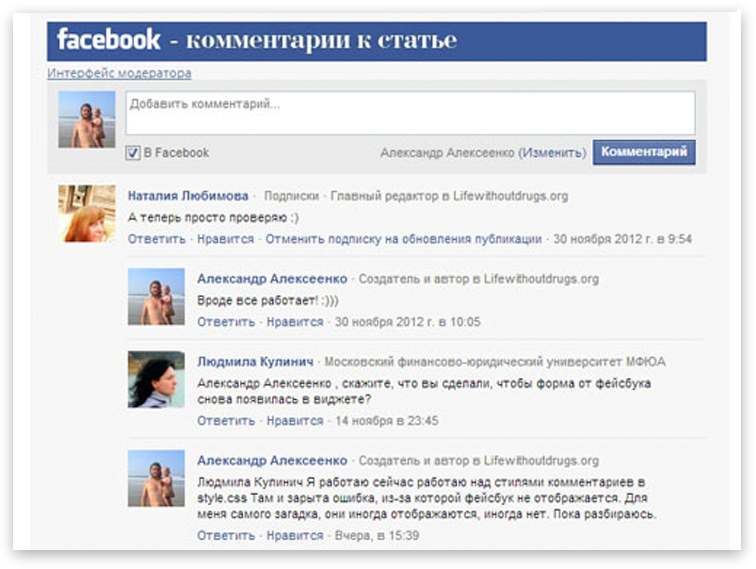 facebook - комментарии к статье
Интерфейс модератора
Добавить комментарий...
В Facebook Александр Алексеенко (Изменить) Комментарий
Наталия Любимова · Подписки · Главный редактор в Lifewithoutdrugs.org
А теперь просто проверяю :)
Ответить · Нравится · Отменить подписку на обновления публикации · 30 ноября 2012 г. в 9:54
Александр Алексеенко · Создатель и автор в Lifewithoutdrugs.org
Вроде все работает! :)))
Ответить · Нравится · 30 ноября 2012 г. в 10:05
Людмила Кулинич · Московский финансово-юридический университет МФЮА
Александр Алексеенко , скажите, что вы сделали, чтобы форма от фейсбука
снова появилась в виджете?
Ответить · Нравится · 14 ноября в 23:45
Александр Алексеенко · Создатель и автор в Lifewithoutdrugs.org
Людмила Кулинич Я работаю сейчас работаю над стилями комментариев в
style.css Там и зарыта ошибка, из-за которой фейсбук не отображается. Для
меня самого загадка, они иногда отображаются, иногда нет. Пока разбираюсь.
Ответить · Нравится · Вчера, в 15:39